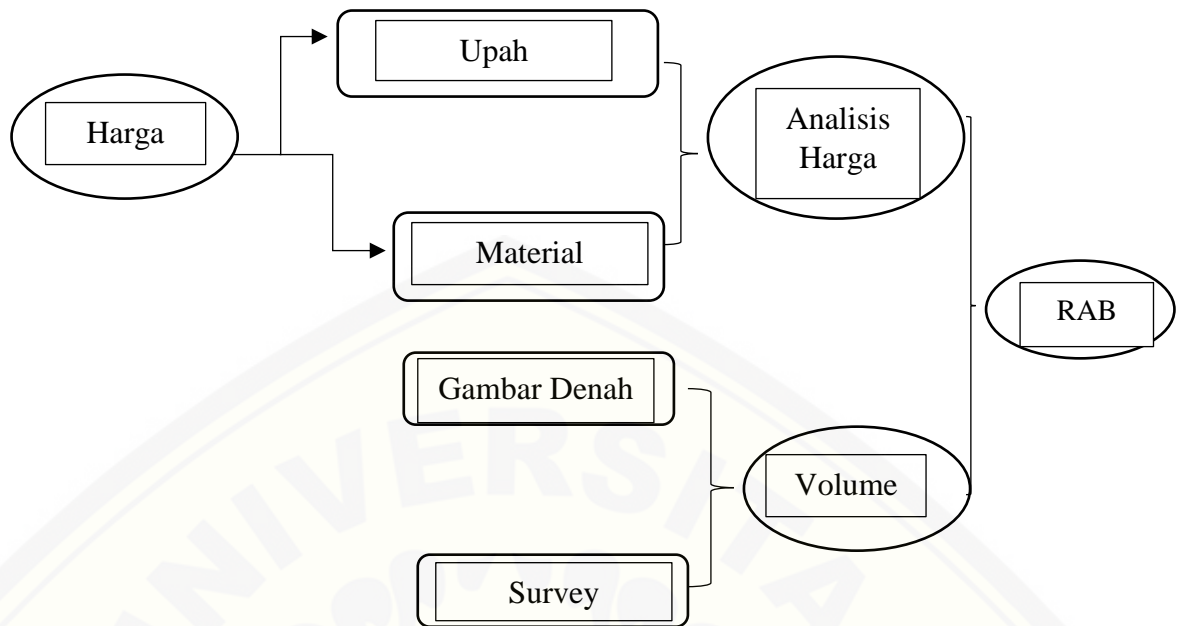 Upah
Harga
Analisis
Harga
Material
RAB
Gambar Denah
Volume
Survey